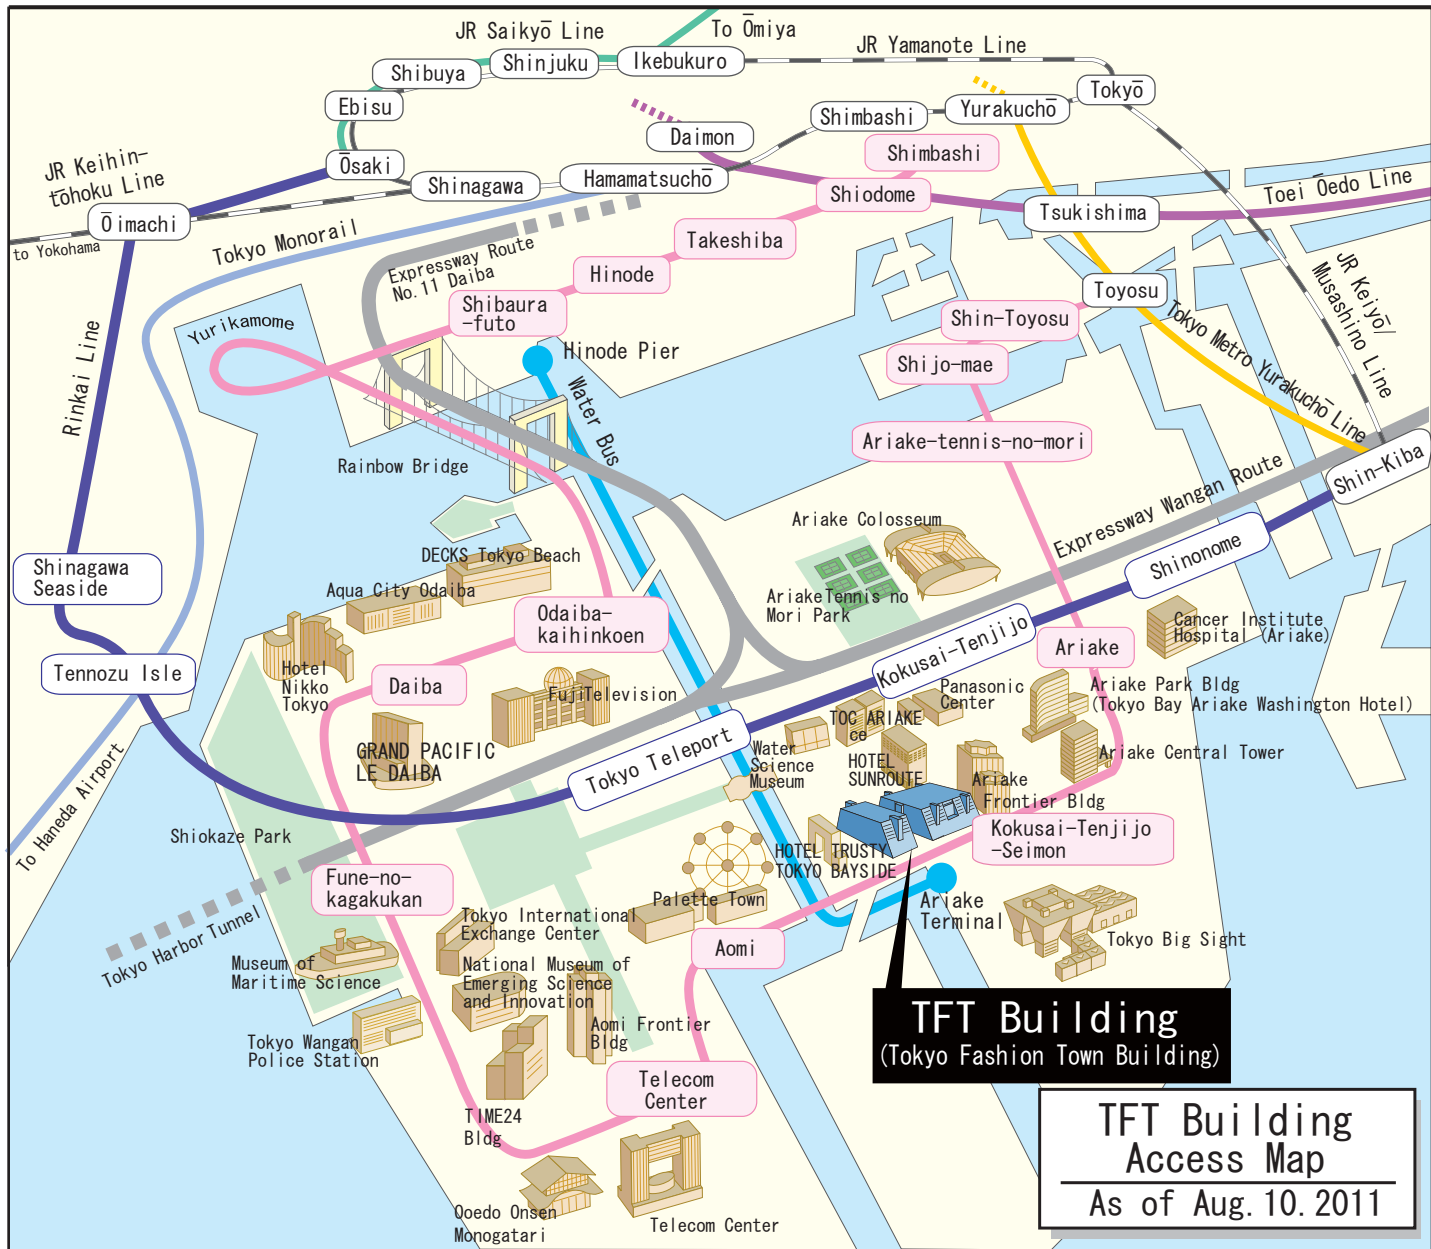 JR Saikyō Line
To Ōmiya
JR Yamanote Line
Shibuya
Shinjuku
Ikebukuro
Ebisu
Tokyō
Yurakuchō
Shimbashi
Daimon
Shimbashi
JR Keihin-
tōhoku Line
Ōsaki
Shinagawa
Hamamatsuchō
Shiodome
Toei Ōedo Line
Tsukishima
Ōimachi
to Yokohama
Tokyo Monorail
Expressway Route
No.11 Daiba
Takeshiba
Hinode
Shibaura
-futo
Toyosu
JR Keiyō/
Musashino Line
Shin-Toyosu
Shijo-mae
Tokyo Metro Yurakuchō Line
Yurikamome
Rinkai Line
Hinode Pier
Water Bus
Rainbow Bridge
Ariake-tennis-no-mori
Shin-Kiba
Expressway Wangan Route
Ariake Colosseum
DECKS Tokyo Beach
Shinonome
Shinagawa
Seaside
Aqua City Odaiba
Ariake Tennis no
Mori Park
Odaiba-
kaihinkoen
Cancer Institute
Hospital (Ariake)
Kokusai-Tenjijo
Ariake
Tennozu Isle
Hotel
Nikko
Tokyo
Daiba
FujiTelevision
Panasonic
Center
Ariake Park Bldg
(Tokyo Bay Ariake Washington Hotel)
TOC ARIAKE
ce
GRAND PACIFIC
LE DAIBA
Tokyo Teleport
Water
Science
Museum
HOTEL
SUNROUTE
Ariake Central Tower
Ariake
Frontier Bldg
To Haneda Airport
Shiokaze Park
Kokusai-Tenjijo
-Seimon
HOTEL TRUSTY
TOKYO BAYSIDE
Fune-no-
kagakukan
Palette Town
Ariake
Terminal
Tokyo Harbor Tunnel
Tokyo International
Exchange Center
Aomi
Tokyo Big Sight
Museum of
Maritime Science
National Museum of
Emerging Science
and Innovation
Aomi Frontier
Bldg
Tokyo Wangan
Police Station
TFT Building
(Tokyo Fashion Town Building)
Telecom
Center
TIME24
Bldg
Ooedo Onsen
Monogatari
Telecom Center
TFT Building
Access Map
As of Aug.10.2011